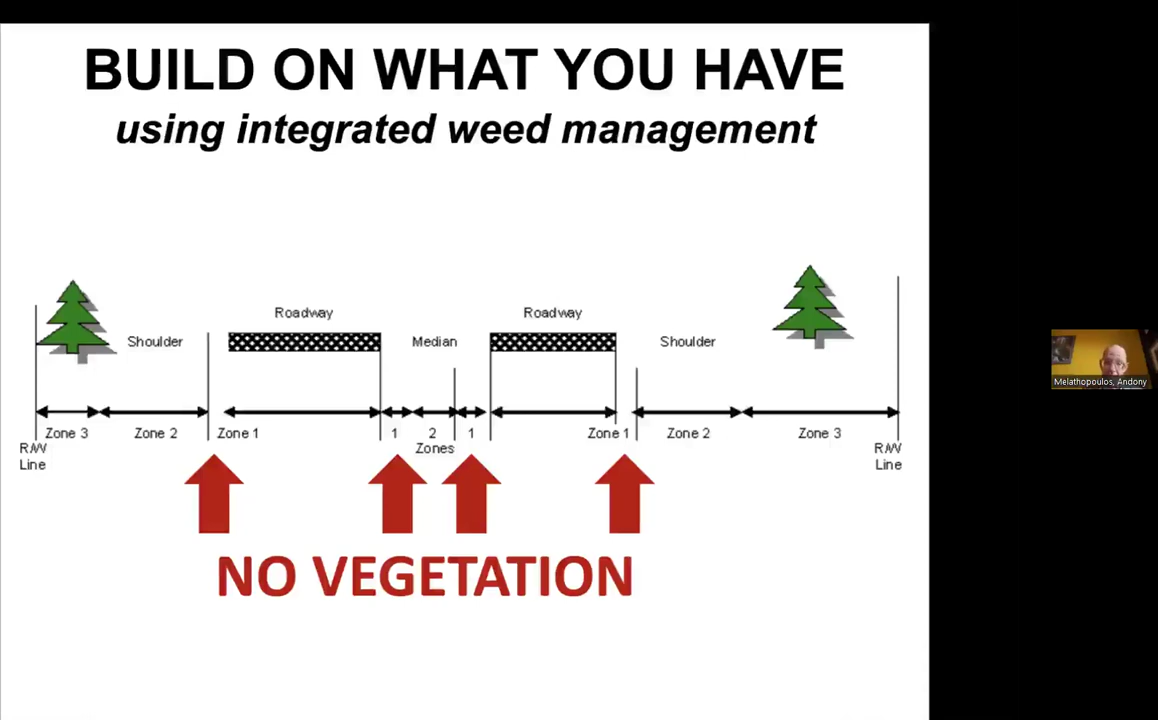 BUILD ON WHAT YOU HAVE
using integrated weed management
Roadway
Roadway
Shoulder
Median
Shoulder
Zone 3
Zone 2
Zone 1
1
2
1
Zone 1
Zone 2
Zone 3
Zones
R/W
Line
R/W
Line
NO VEGETATION
Melathopoulos, Andony